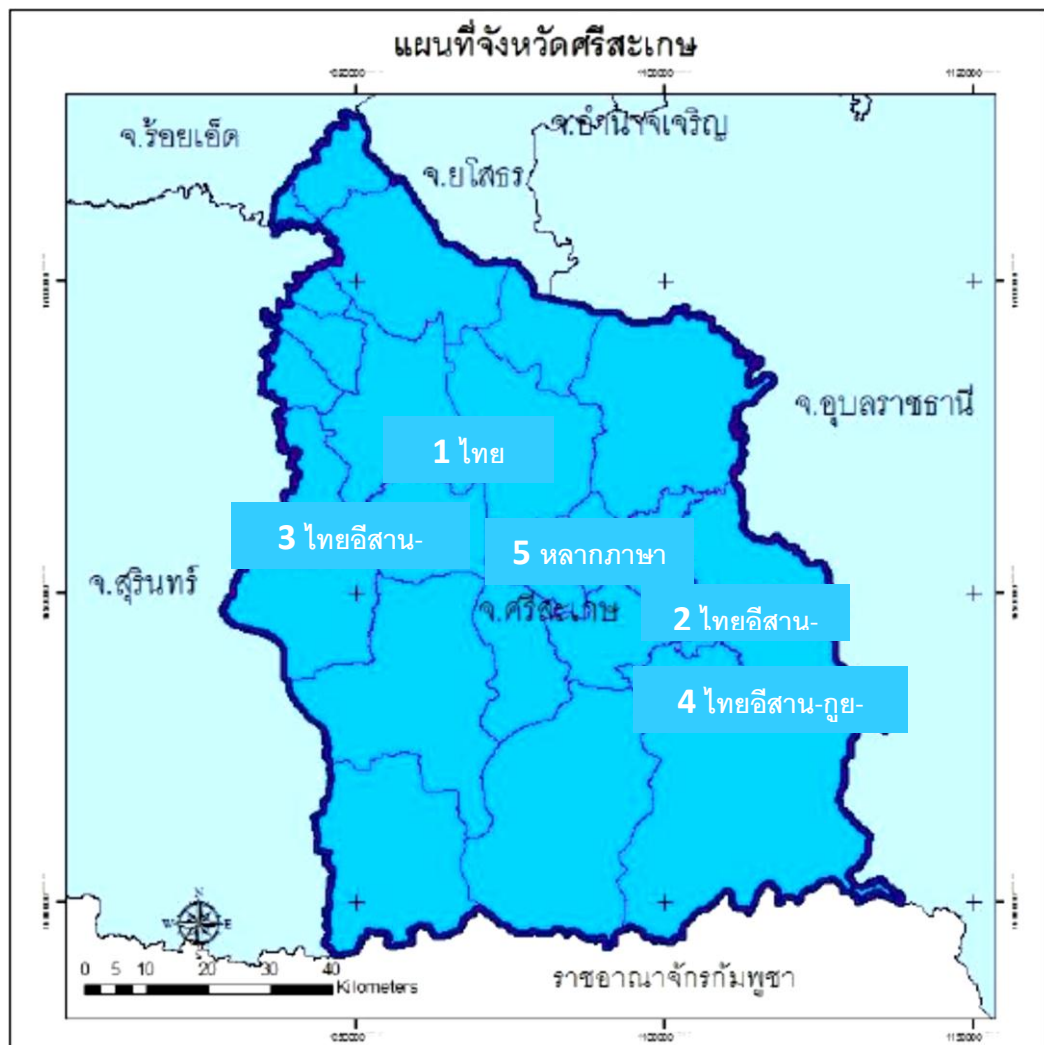 แผนที่จังหวัดศรีสะเกษ
จ.ร้อยเอ็ด
จ.อำนาจเจริญ
จ.ยโสธร
จ.อุบลราชธานี
1 ไทย
3 ไทยอีสาน-
5 หลากภาษา
จ.สุรินทร์
จ.ศรีสะเกษ
2 ไทยอีสาน-
4 ไทยอีสาน-กูย-
N
W E
S
0 5 10 20 30 40
Kilometers
ราชอาณาจักรกัมพูชา